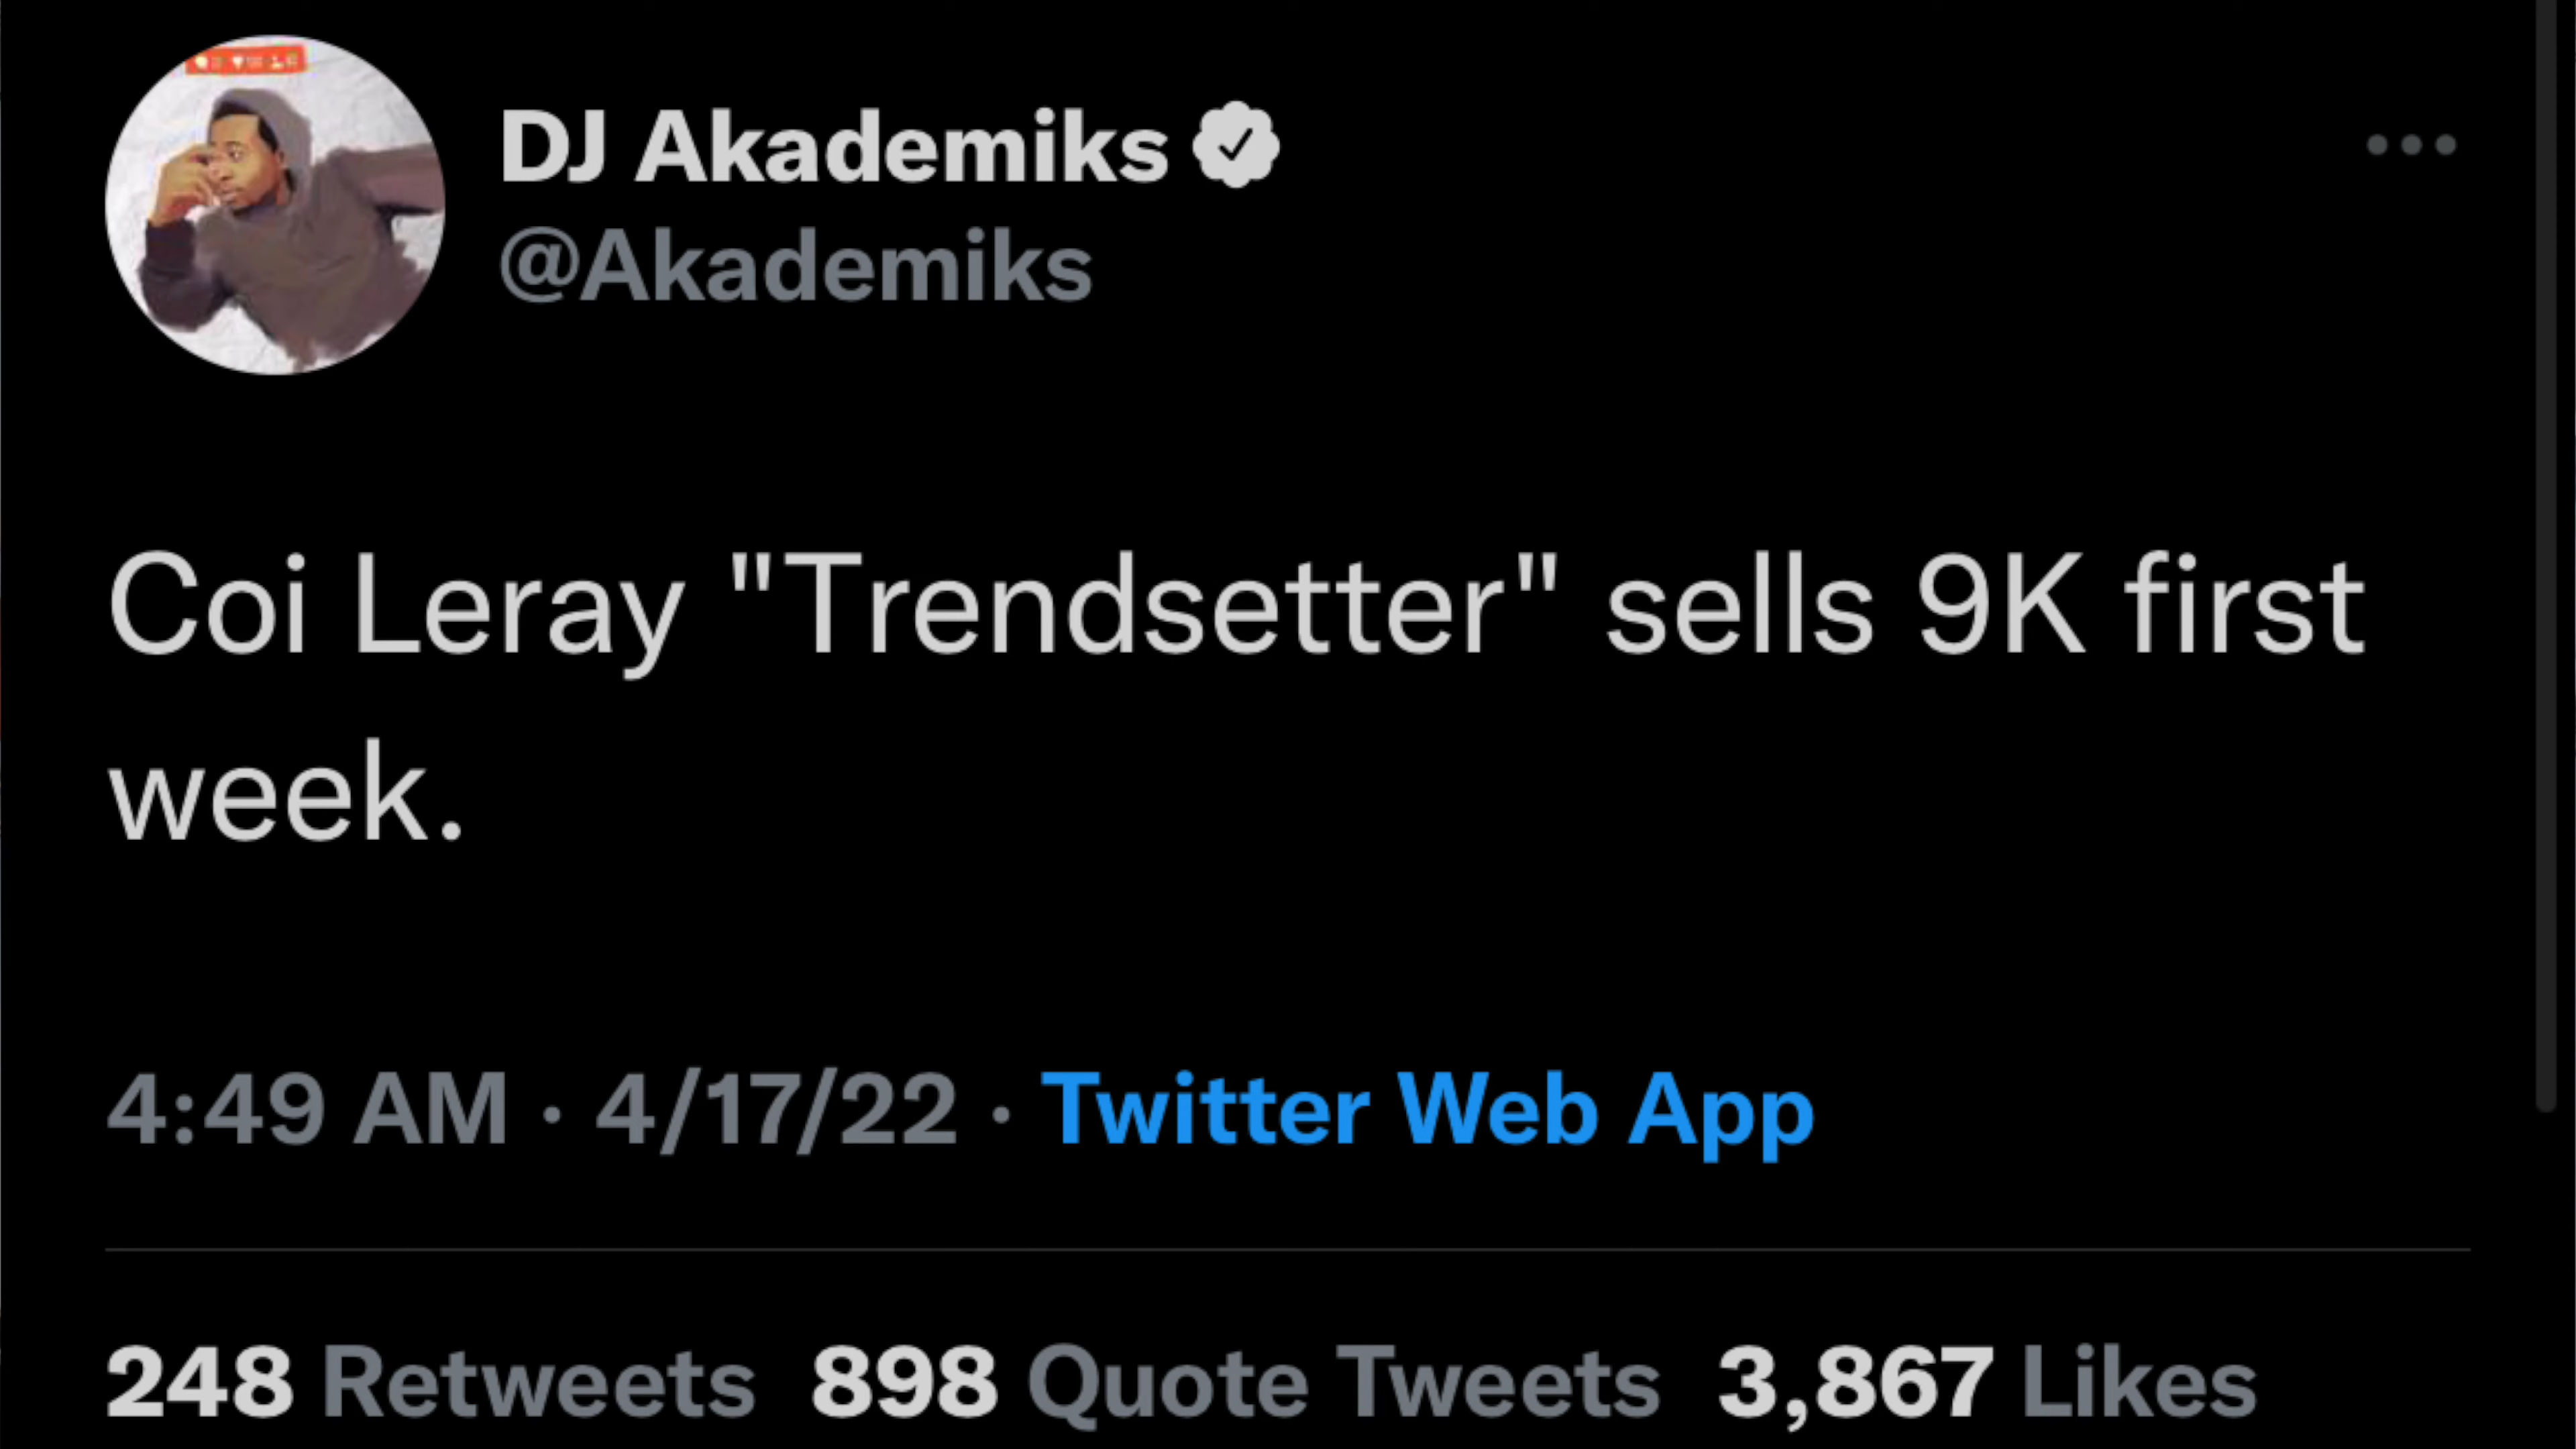 DJ Akademiks
@Akademiks
Coi Leray "Trendsetter" sells 9K first
week.
4:49 AM · 4/17/22 · Twitter Web App
248 Retweets 898 Quote Tweets 3,867 Likes